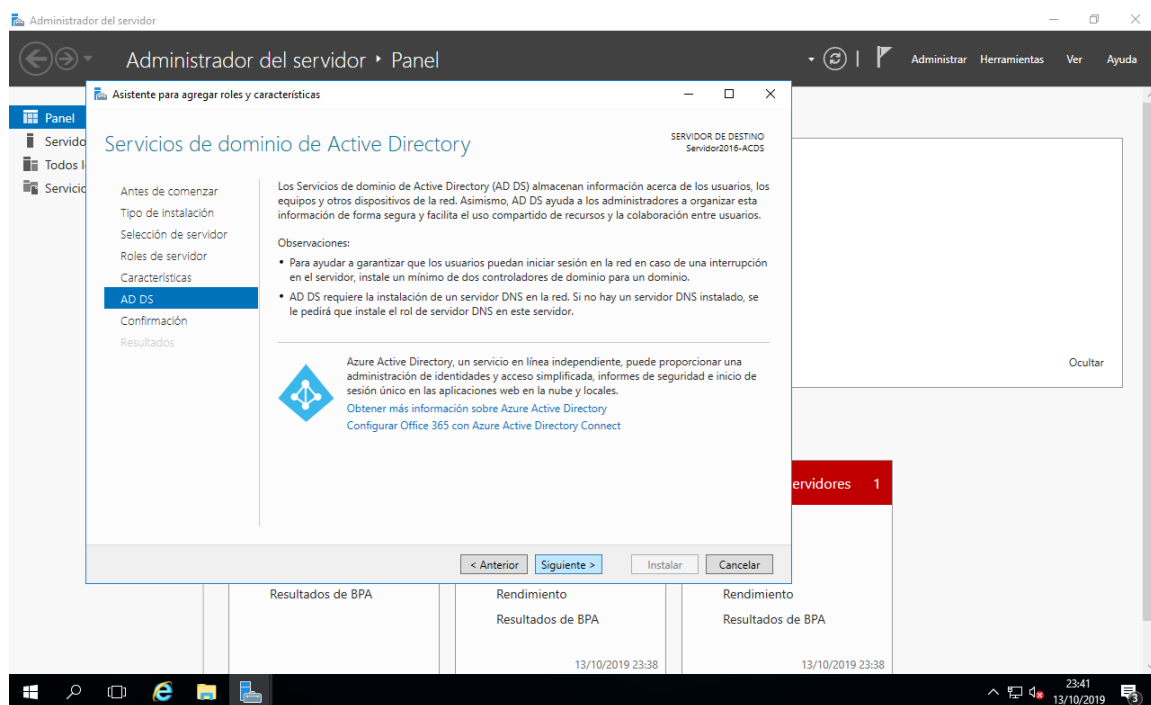 Administrador del servidor
Administrador del servidor ‣ Panel
Administrar Herramientas Ver Ayuda
Panel
Servido
Todos l
Servicio
Asistente para agregar roles y características
Servicios de dominio de Active Directory
SERVIDOR DE DESTINO
Servidor2016-ACDS
Antes de comenzar
Tipo de instalación
Selección de servidor
Roles de servidor
Características
AD DS
Confirmación
Resultados
Los Servicios de dominio de Active Directory (AD DS) almacenan información acerca de los usuarios, los
equipos y otros dispositivos de la red. Asimismo, AD DS ayuda a los administradores a organizar esta
información de forma segura y facilita el uso compartido de recursos y la colaboración entre usuarios.
Observaciones:
• Para ayudar a garantizar que los usuarios puedan iniciar sesión en la red en caso de una interrupción
en el servidor, instale un mínimo de dos controladores de dominio para un dominio.
• AD DS requiere la instalación de un servidor DNS en la red. Si no hay un servidor DNS instalado, se
le pedirá que instale el rol de servidor DNS en este servidor.
Azure Active Directory, un servicio en línea independiente, puede proporcionar una
administración de identidades y acceso simplificada, informes de seguridad e inicio de
sesión único en las aplicaciones web en la nube y locales.
Obtener más información sobre Azure Active Directory
Configurar Office 365 con Azure Active Directory Connect
< Anterior Siguiente > Instalar Cancelar
Ocultar
ervidores 1
Resultados de BPA
Rendimiento
Resultados de BPA
13/10/2019 23:38
Rendimiento
Resultados de BPA
13/10/2019 23:38
23:41
13/10/2019
3